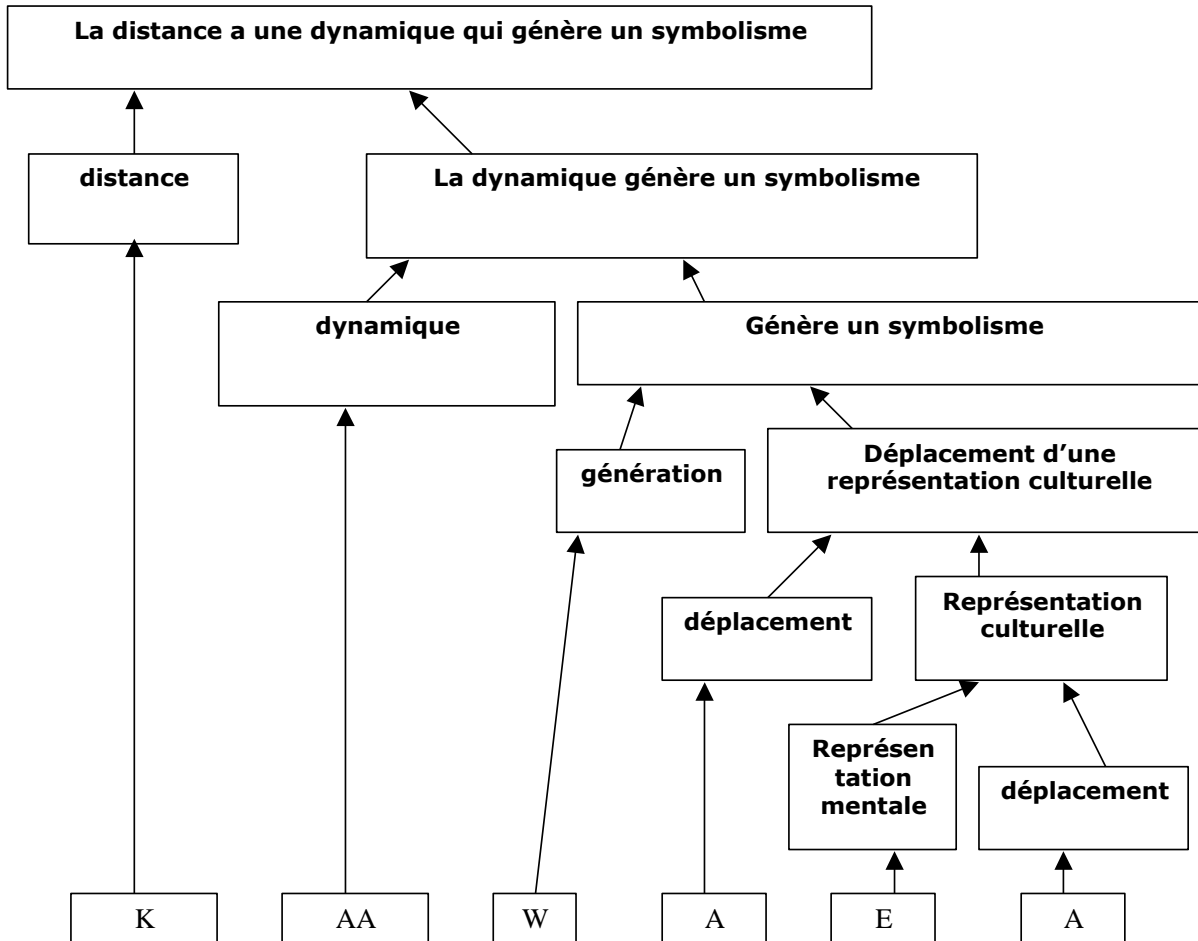 La distance a une dynamique qui génère un symbolisme
distance
La dynamique génère un symbolisme
dynamique
Génère un symbolisme
génération
Déplacement d’une
représentation culturelle
déplacement
Représentation
culturelle
Représen
tation
mentale
déplacement
K
AA
W
A
E
A